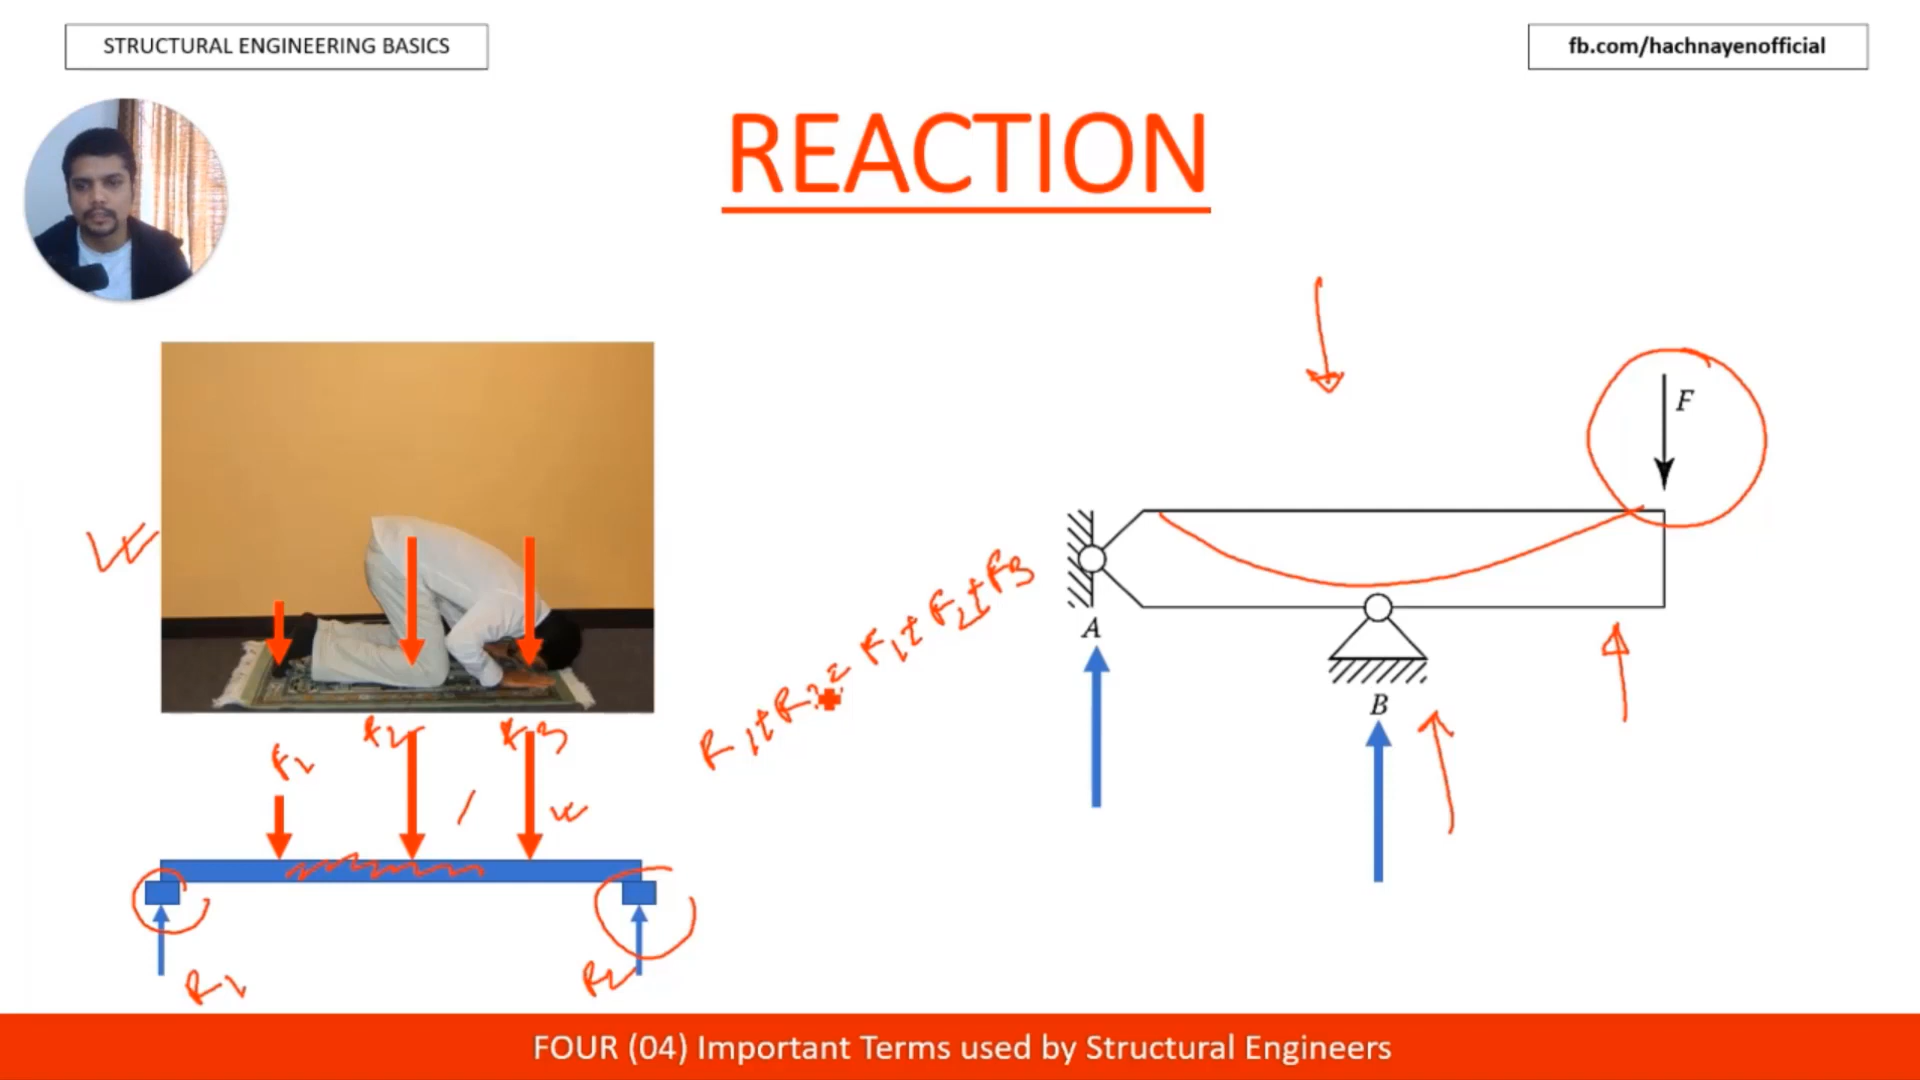 STRUCTURAL ENGINEERING BASICS
fb.com/hachnayenofficial
REACTION
F
A
B
R1+R2= F1+F2+F3
F1
F2
F3
R1
R2
FOUR (04) Important Terms used by Structural Engineers